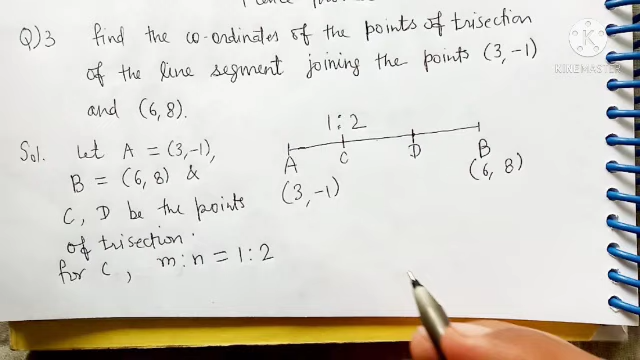 Q)3 find the co-ordinates of the points of trisection
of the line segment joining the points (3,-1)
and (6,8).
KINEMASTER
1:2
A C D B
(3,-1) (6, 8)
Sol. Let A = (3,-1),
B = (6, 8) &
C, D be the points
of trisection.
for C, m:n = 1:2